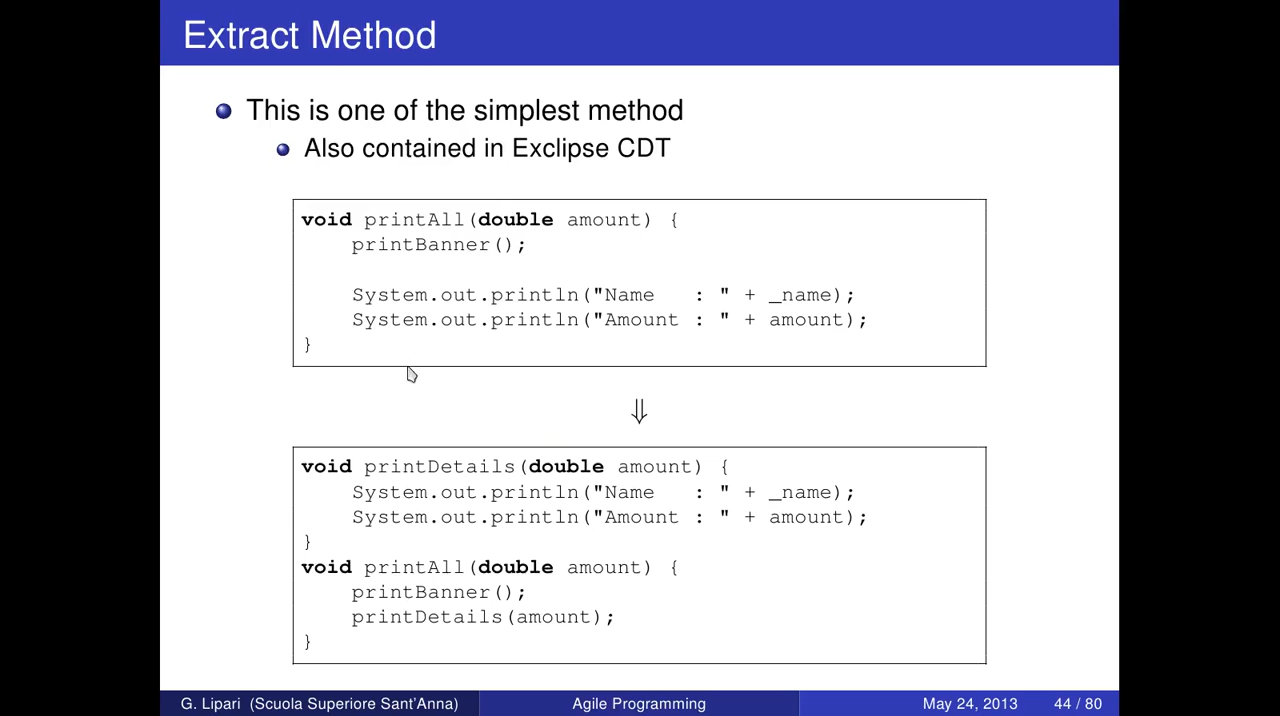 Extract Method
This is one of the simplest method
Also contained in Exclipse CDT
void printAll(double amount) {
    printBanner();

    System.out.println("Name   : " + _name);
    System.out.println("Amount : " + amount);
}
⇓
void printDetails(double amount) {
    System.out.println("Name   : " + _name);
    System.out.println("Amount : " + amount);
}
void printAll(double amount) {
    printBanner();
    printDetails(amount);
}
G. Lipari (Scuola Superiore Sant'Anna) Agile Programming May 24, 2013 44 / 80